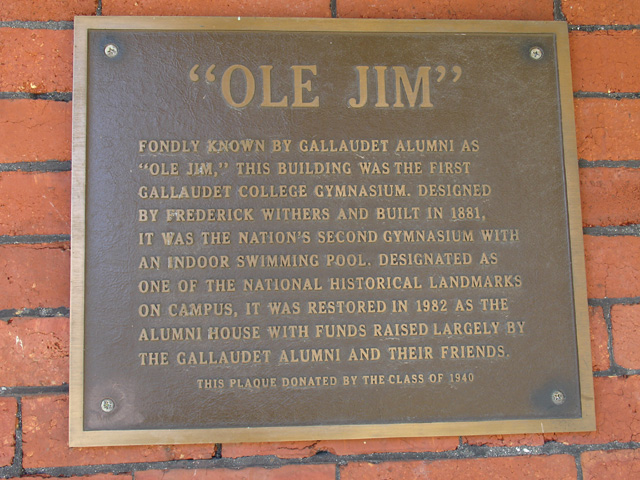 “OLE JIM”
FONDLY KNOWN BY GALLAUDET ALUMNI AS
“OLE JIM,” THIS BUILDING WAS THE FIRST
GALLAUDET COLLEGE GYMNASIUM. DESIGNED
BY FREDERICK WITHERS AND BUILT IN 1881,
IT WAS THE NATION’S SECOND GYMNASIUM WITH
AN INDOOR SWIMMING POOL. DESIGNATED AS
ONE OF THE NATIONAL HISTORICAL LANDMARKS
ON CAMPUS, IT WAS RESTORED IN 1982 AS THE
ALUMNI HOUSE WITH FUNDS RAISED LARGELY BY
THE GALLAUDET ALUMNI AND THEIR FRIENDS.
THIS PLAQUE DONATED BY THE CLASS OF 1940